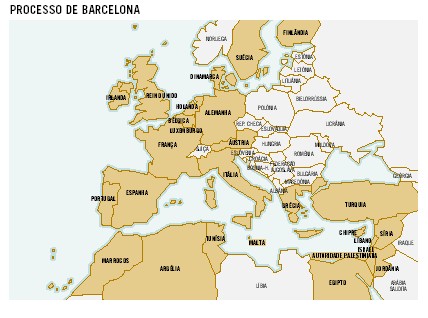 PROCESSO DE BARCELONA
FINLÂNDIA
NORUEGA
SUÉCIA
ESTÓNIA
LETÓNIA
LITUÂNIA
DINAMARCA
IRLANDA
REINO UNIDO
HOLANDA
BÉLGICA
LUXEMBURGO
ALEMANHA
POLÓNIA
BIELORRÚSSIA
UCRÂNIA
REP. CHECA
ESLOVÁQUIA
FRANÇA
SUÍÇA
ÁUSTRIA
HUNGRIA
MOLDOVA
ESLOVÉNIA
CROÁCIA
ROMÉNIA
BÓSNIA-H.
JUGOSLAVA
BULGÁRIA
MACEDÓNIA
ALBÂNIA
ITÁLIA
GEÓRGIA
PORTUGAL
ESPANHA
GRÉCIA
TURQUIA
MARROCOS
ARGÉLIA
TUNÍSIA
MALTA
CHIPRE
LÍBANO
SÍRIA
ISRAEL
IRAQUE
AUTORIDADE PALESTINIANA
JORDÂNIA
LÍBIA
EGIPTO
ARÁBIA
SAUDITA